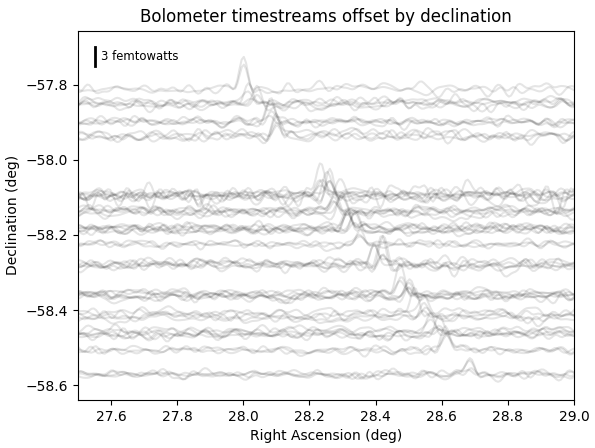 Bolometer timestreams offset by declination
3 femtowatts
Declination (deg)
−57.8
−58.0
−58.2
−58.4
−58.6
27.6 27.8 28.0 28.2 28.4 28.6 28.8 29.0
Right Ascension (deg)